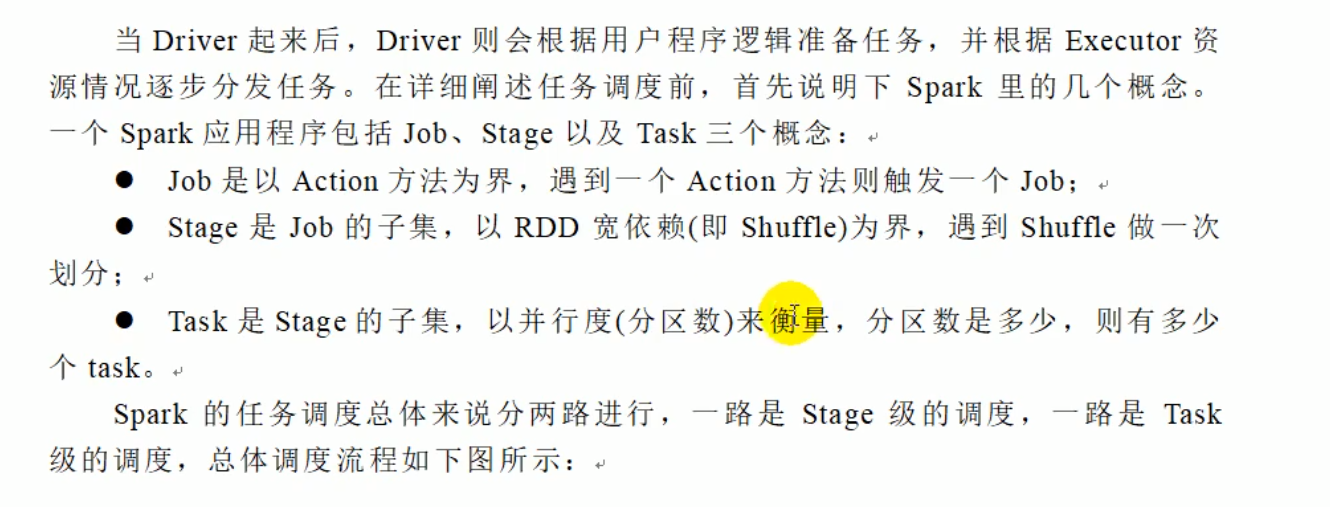 当 Driver 起来后，Driver 则会根据用户程序逻辑准备任务，并根据 Executor 资
源情况逐步分发任务。在详细阐述任务调度前，首先说明下 Spark 里的几个概念。
一个 Spark 应用程序包括 Job、Stage 以及 Task 三个概念：
● Job 是以 Action 方法为界，遇到一个 Action 方法则触发一个 Job；
● Stage 是 Job 的子集，以 RDD 宽依赖(即 Shuffle)为界，遇到 Shuffle 做一次
划分；
● Task 是 Stage 的子集，以并行度(分区数)来衡量，分区数是多少，则有多少
个 task。
Spark 的任务调度总体来说分两路进行，一路是 Stage 级的调度，一路是 Task
级的调度，总体调度流程如下图所示：